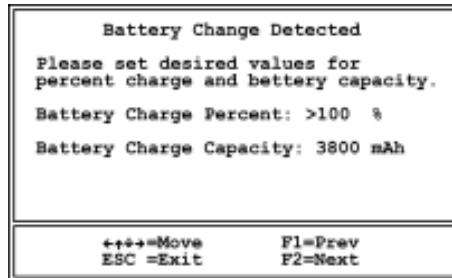 Battery Change Detected
Please set desired values for
percent charge and bettery capacity.
Battery Charge Percent: >100 %
Battery Charge Capacity: 3800 mAh
←↑↓→=Move F1=Prev
ESC =Exit F2=Next